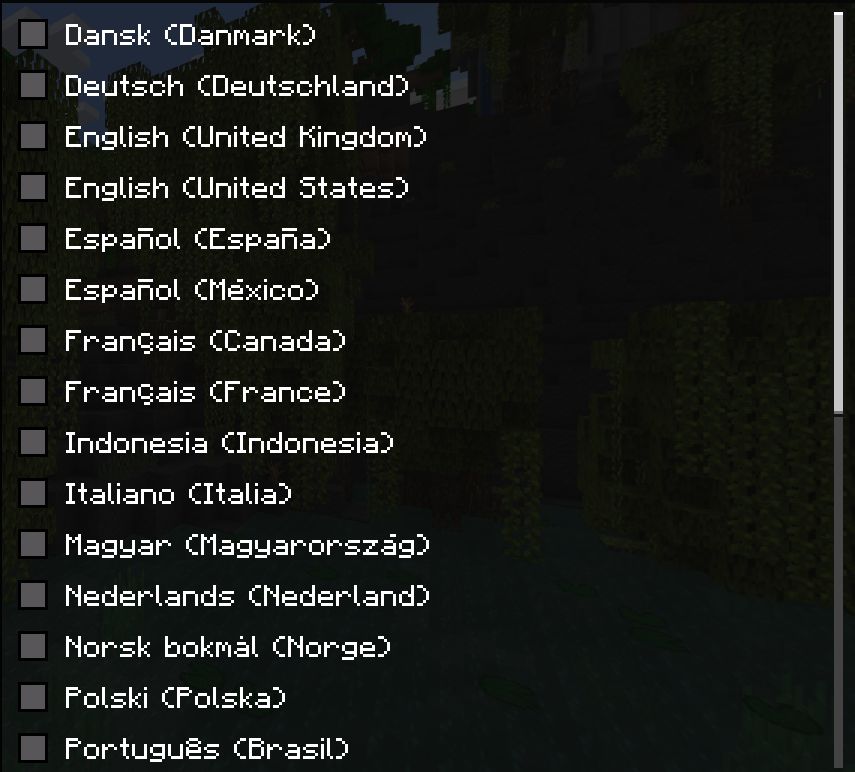 Dansk (Danmark)
Deutsch (Deutschland)
English (United Kingdom)
English (United States)
Español (España)
Español (México)
Français (Canada)
Français (France)
Indonesia (Indonesia)
Italiano (Italia)
Magyar (Magyarország)
Nederlands (Nederland)
Norsk bokmål (Norge)
Polski (Polska)
Português (Brasil)